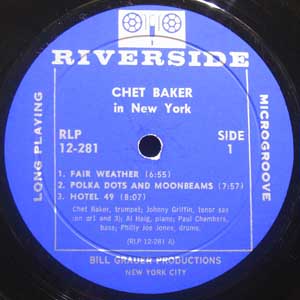 RIVERSIDE
CHET BAKER
in New York
LONG PLAYING
MICROGROOVE
RLP
12-281
SIDE
1
1. FAIR WEATHER (6:55)
2. POLKA DOTS AND MOONBEAMS (7:57)
3. HOTEL 49 (8:07)
Chet Baker, trumpet; Johnny Griffin, tenor sax
(on #1 and 3); Al Haig, piano; Paul Chambers,
bass; Philly Joe Jones, drums.
(RLP 12-281 A)
BILL GRAUER PRODUCTIONS
NEW YORK CITY